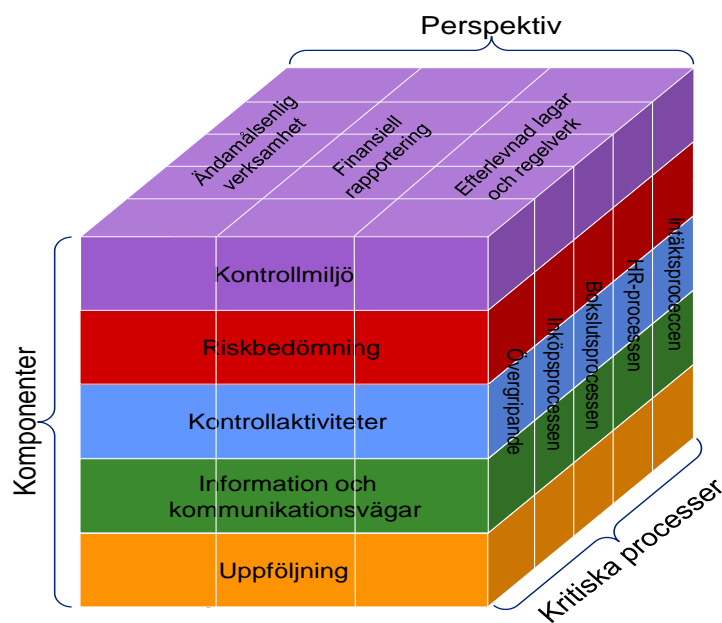 Perspektiv
Ändamålsenlig
verksamhet
Finansiell
rapportering
Efterlevnad lagar
och regelverk
Komponenter
Kontrollmiljö
Riskbedömning
Kontrollaktiviteter
Information och
kommunikationsvägar
Uppföljning
Övergripande
Inköpsprocessen
Bokslutsprocessen
HR-processen
Intäktsproceccen
Kritiska processer